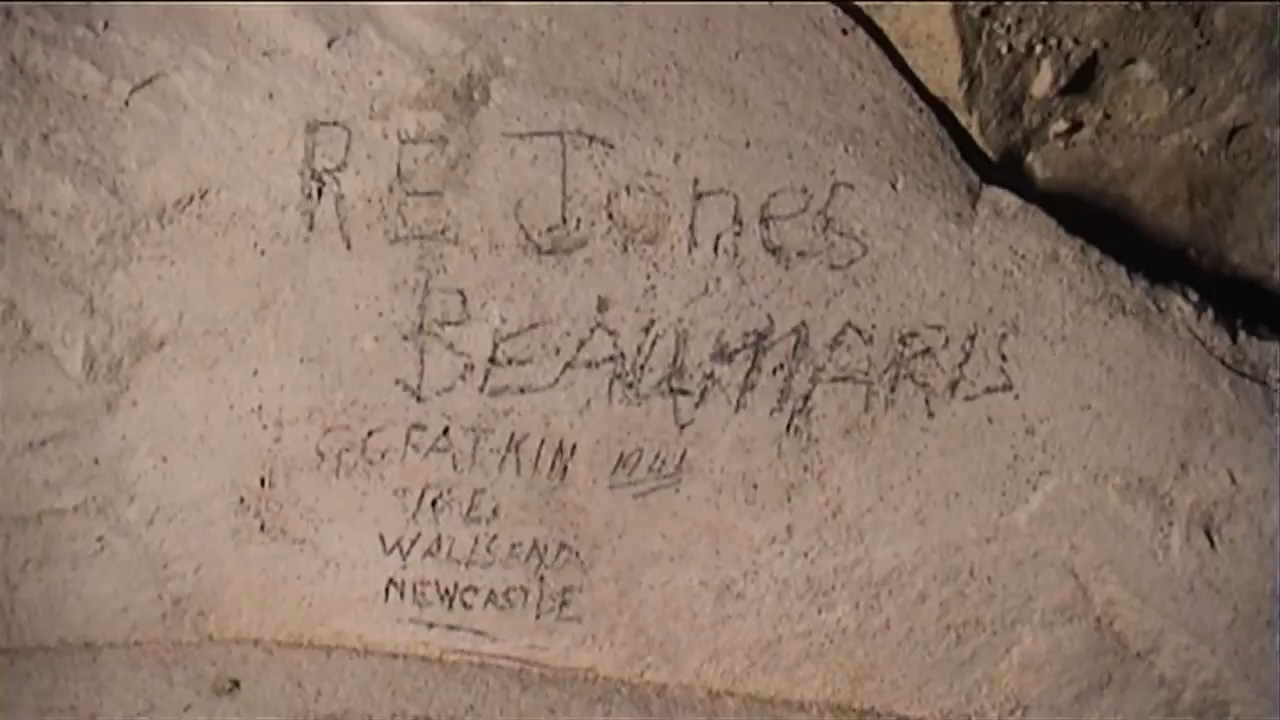 RE Jones
BEAUMARIS
FATKIN 1941
WALLSEND
NEWCASTLE